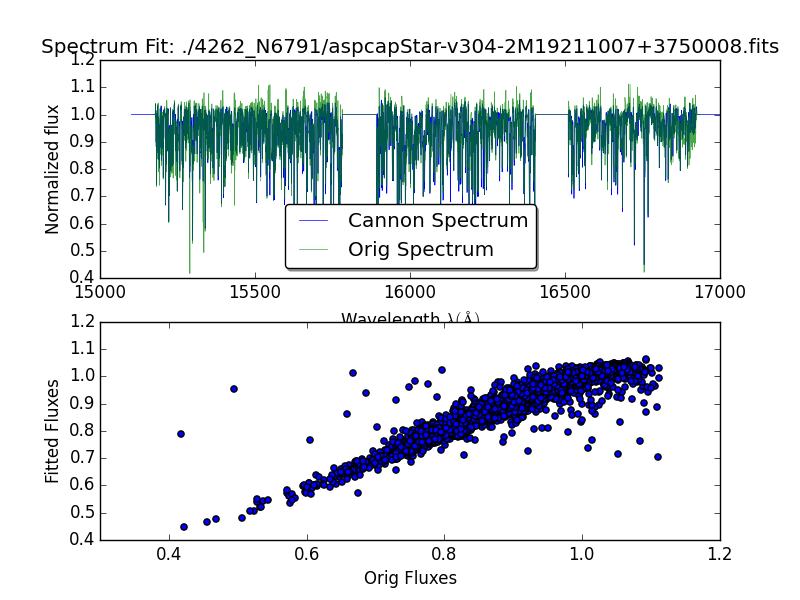 Spectrum Fit: ./4262_N6791/aspcapStar-v304-2M19211007+3750008.fits
1.2
1.1
1.0
0.9
0.8
0.7
0.6
0.5
0.4
Normalized flux
Cannon Spectrum
Orig Spectrum
15000 15500 16000 16500 17000
Wavelength λ(Å)
1.2
1.1
1.0
0.9
0.8
0.7
0.6
0.5
0.4
Fitted Fluxes
0.4 0.6 0.8 1.0 1.2
Orig Fluxes